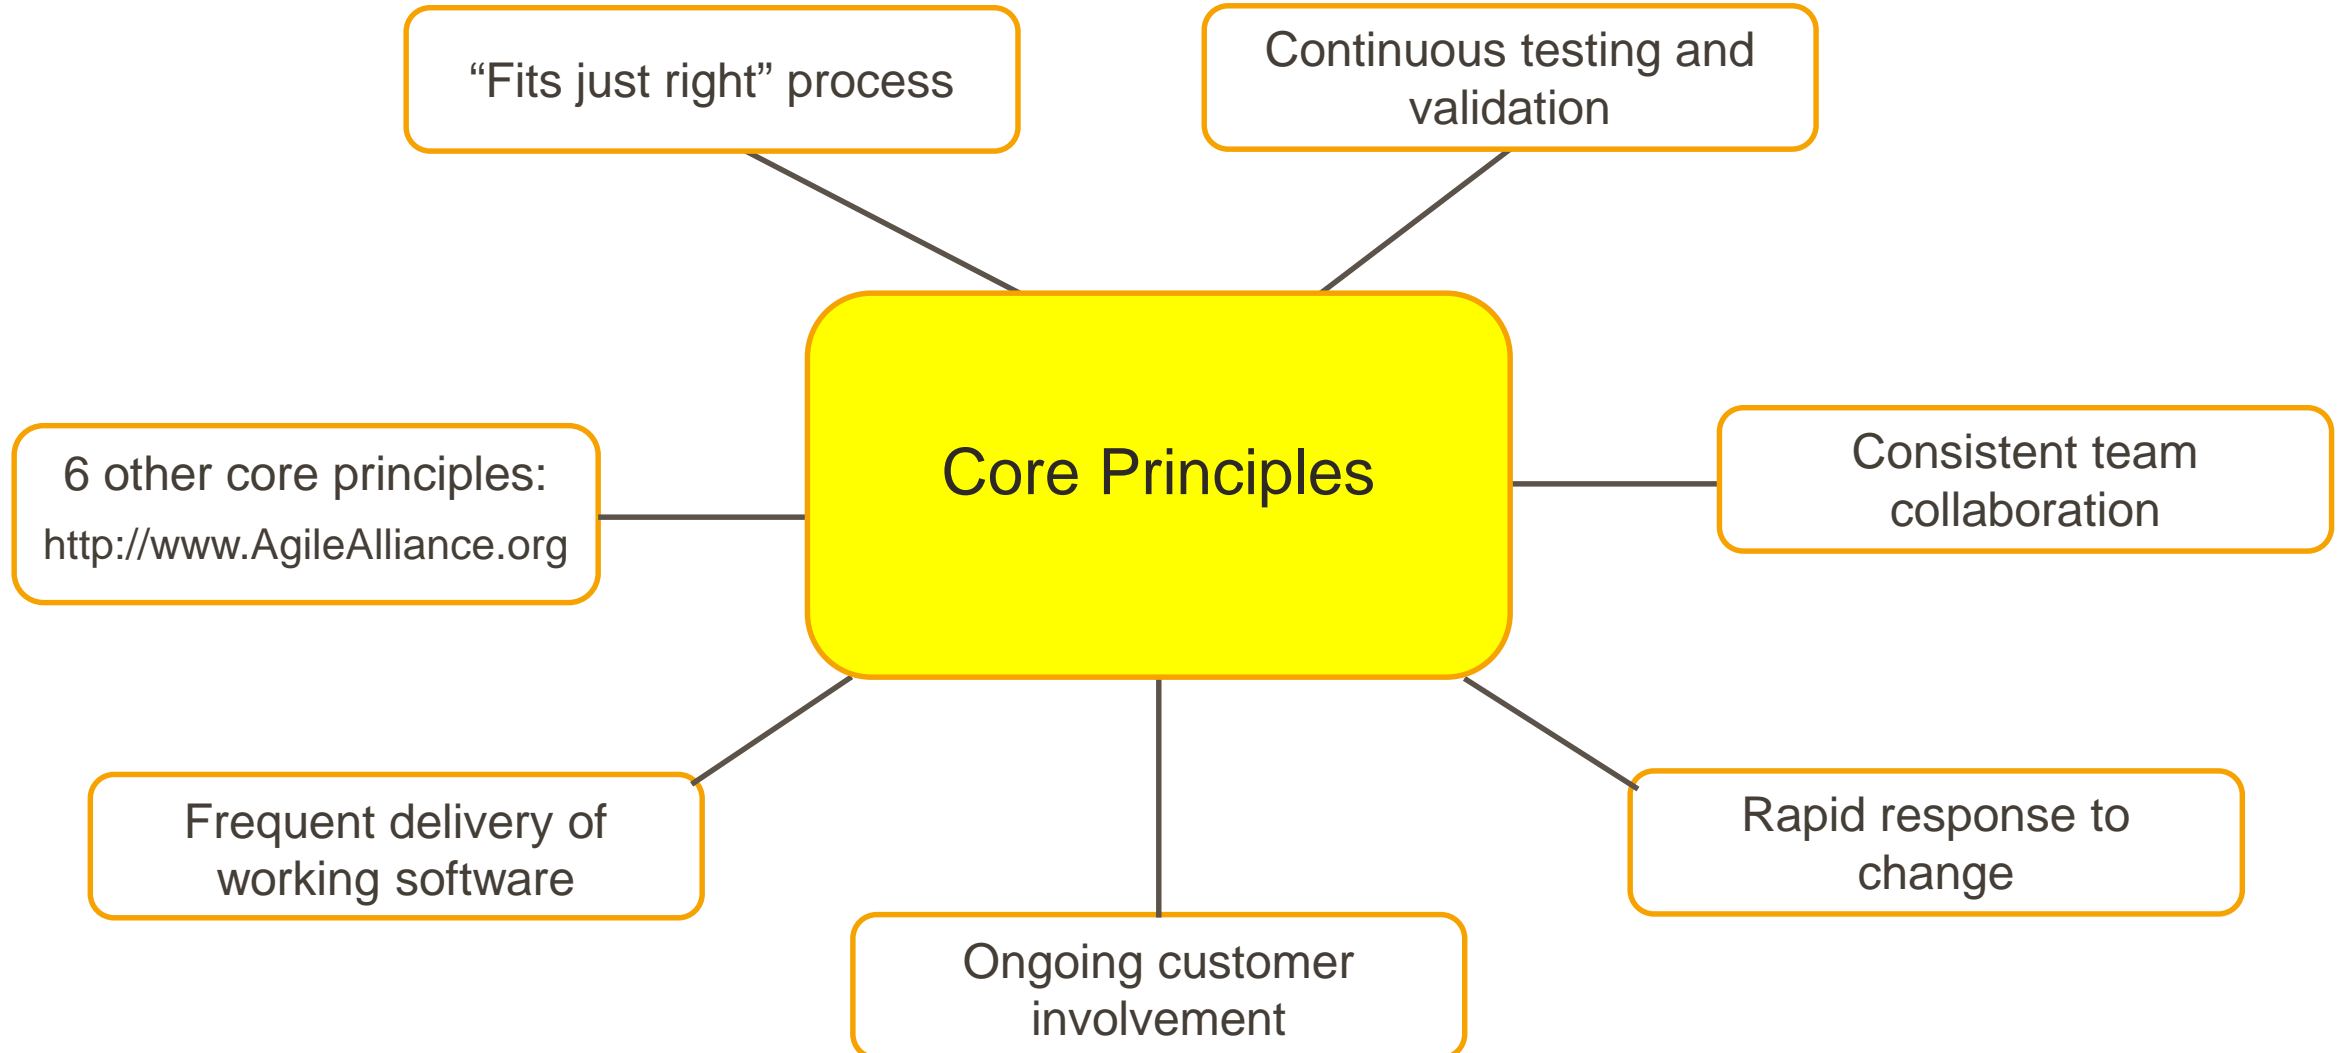 “Fits just right” process
Continuous testing and
validation
Core Principles
Consistent team
collaboration
6 other core principles:
http://www.AgileAlliance.org
Frequent delivery of
working software
Rapid response to
change
Ongoing customer
involvement